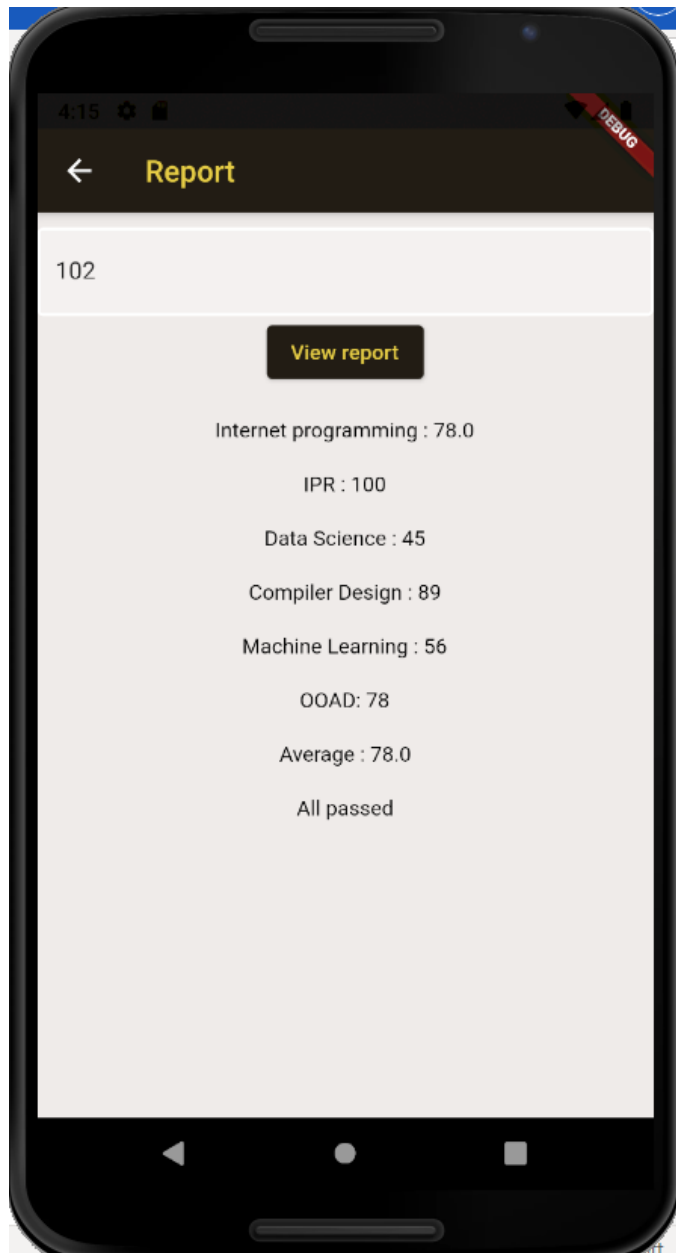 4:15
DEBUG
Report
102
View report
Internet programming : 78.0
IPR : 100
Data Science : 45
Compiler Design : 89
Machine Learning : 56
OOAD: 78
Average : 78.0
All passed